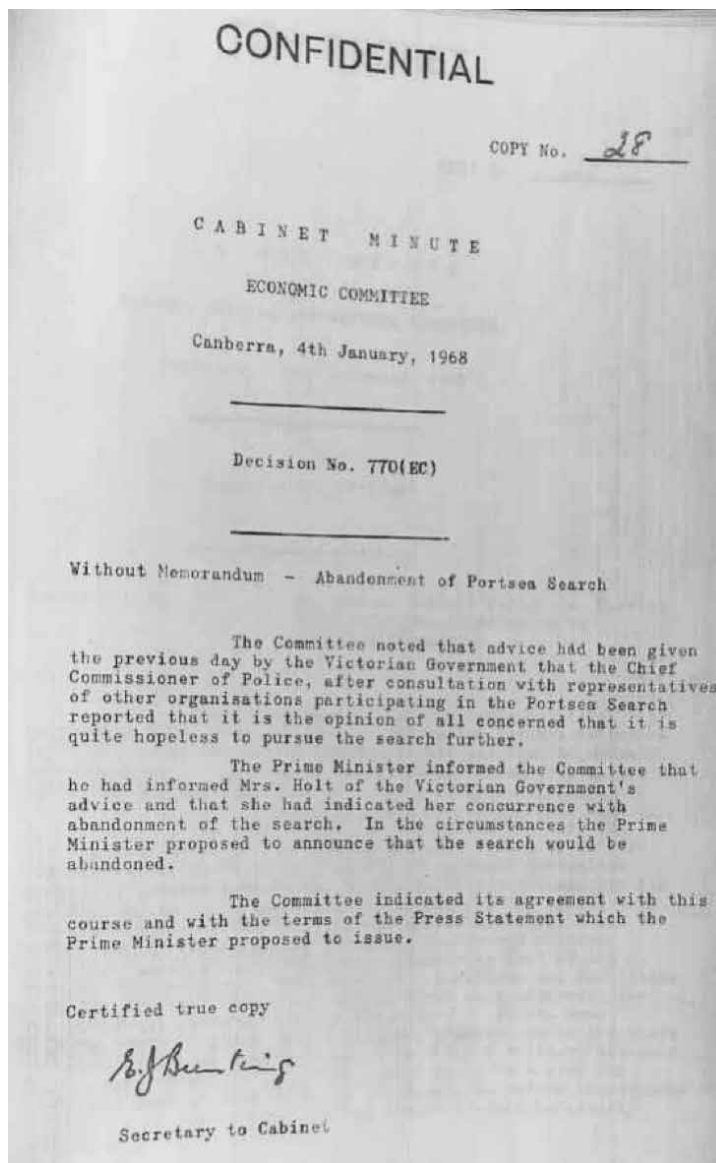 CONFIDENTIAL
COPY No. 28
CABINET MINUTE
ECONOMIC COMMITTEE
Canberra, 4th January, 1968
Decision No. 770(EC)
Without Memorandum - Abandonment of Portsea Search
The Committee noted that advice had been given
the previous day by the Victorian Government that the Chief
Commissioner of Police, after consultation with representatives
of other organisations participating in the Portsea Search
reported that it is the opinion of all concerned that it is
quite hopeless to pursue the search further.
The Prime Minister informed the Committee that
he had informed Mrs. Holt of the Victorian Government's
advice and that she had indicated her concurrence with
abandonment of the search. In the circumstances the Prime
Minister proposed to announce that the search would be
abandoned.
The Committee indicated its agreement with this
course and with the terms of the Press Statement which the
Prime Minister proposed to issue.
Certified true copy
E.J Bunting
Secretary to Cabinet